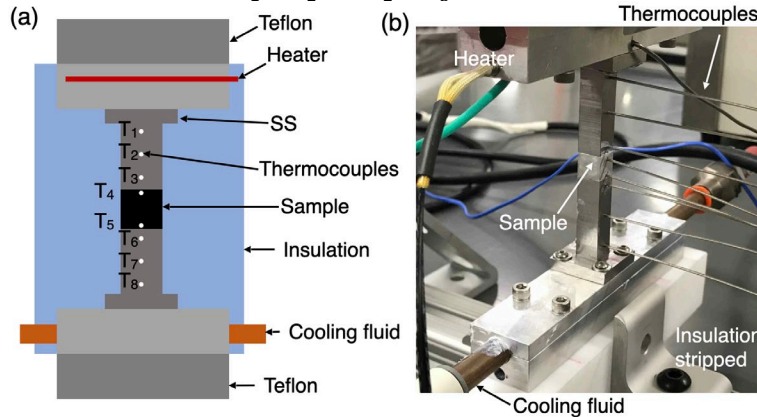 (a)
Teflon
Heater
SS
T1
T2
Thermocouples
T3
T4
Sample
T5
T6
Insulation
T7
T8
Cooling fluid
Teflon
(b)
Thermocouples
Heater
Sample
Insulation
stripped
Cooling fluid